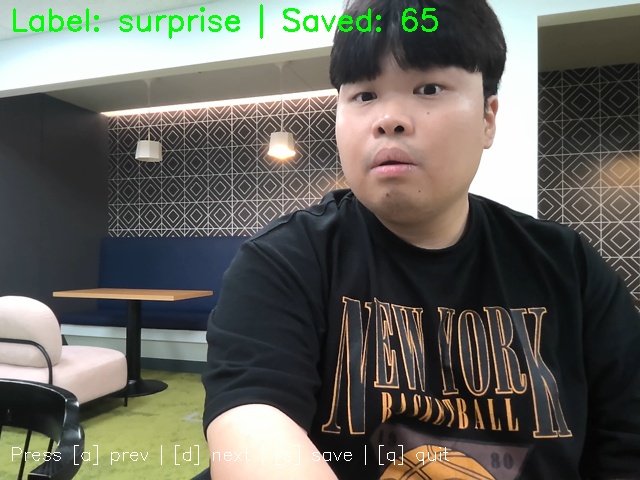 Label: surprise | Saved: 65
NEW YORK
BASKETBALL
80
Press [a] prev | [d] next | [s] save | [q] quit